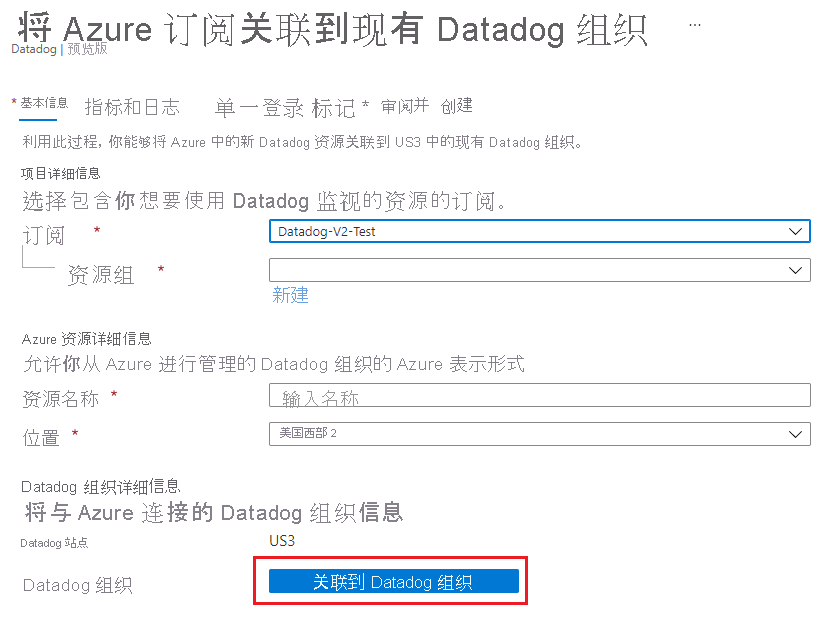 将 Azure 订阅关联到现有 Datadog 组织 ...
Datadog | 预览版
* 基本信息 指标和日志 单一登录 标记 * 审阅并 创建
利用此过程, 你能够将 Azure 中的新 Datadog 资源关联到 US3 中的现有 Datadog 组织。
项目详细信息
选择包含你想要使用 Datadog 监视的资源的订阅。
订阅 * Datadog-V2-Test
资源组 *
新建
Azure 资源详细信息
允许你从 Azure 进行管理的 Datadog 组织的 Azure 表示形式
资源名称 * 输入名称
位置 * 美国西部 2
Datadog 组织详细信息
将与 Azure 连接的 Datadog 组织信息
Datadog 站点 US3
Datadog 组织 关联到 Datadog 组织